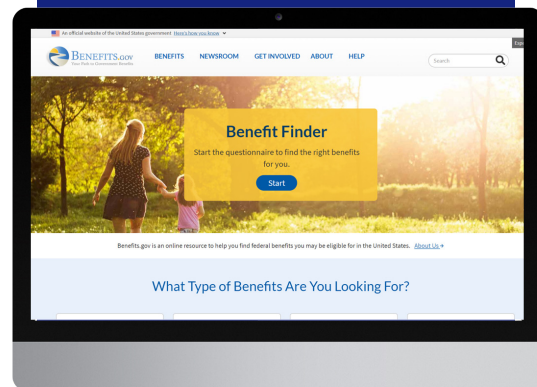 An official website of the United States government Here's how you know
Espa
BENEFITS.GOV
Your Path to Government Benefits
BENEFITS NEWSROOM GET INVOLVED ABOUT HELP
Search
Benefit Finder
Start the questionnaire to find the right benefits
for you.
Start
Benefits.gov is an online resource to help you find federal benefits you may be eligible for in the United States. About Us →
What Type of Benefits Are You Looking For?